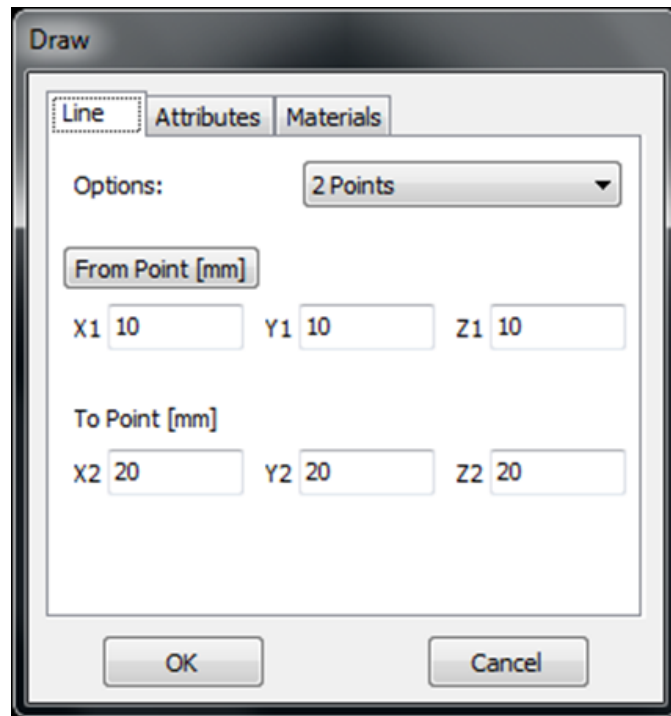 Draw
Line Attributes Materials
Options: 2 Points
From Point [mm]
X1 10 Y1 10 Z1 10
To Point [mm]
X2 20 Y2 20 Z2 20
OK Cancel